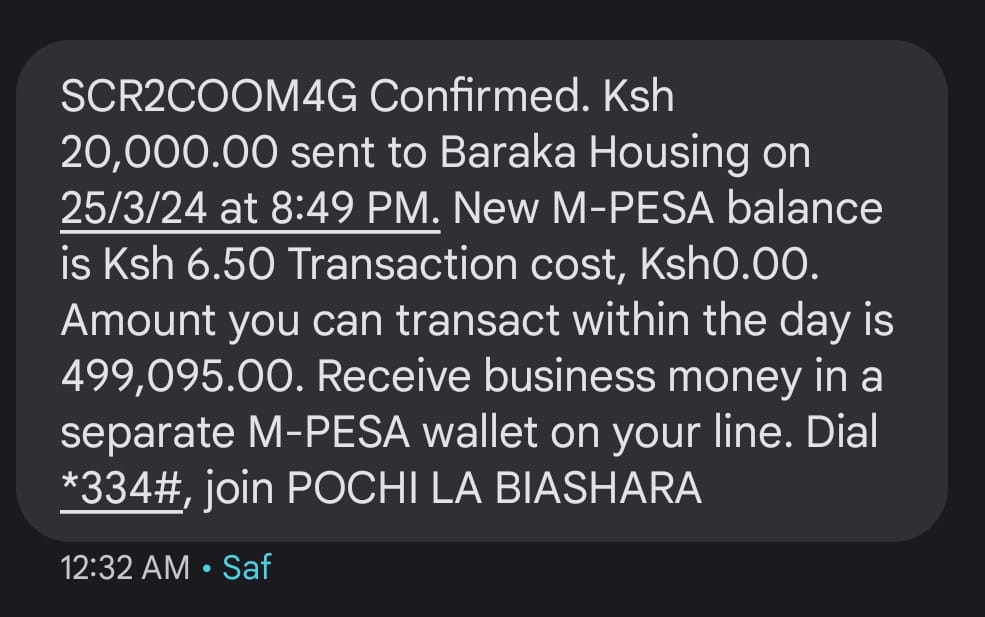 SCR2COOM4G Confirmed. Ksh
20,000.00 sent to Baraka Housing on
25/3/24 at 8:49 PM. New M-PESA balance
is Ksh 6.50 Transaction cost, Ksh0.00.
Amount you can transact within the day is
499,095.00. Receive business money in a
separate M-PESA wallet on your line. Dial
*334#, join POCHI LA BIASHARA
12:32 AM • Saf